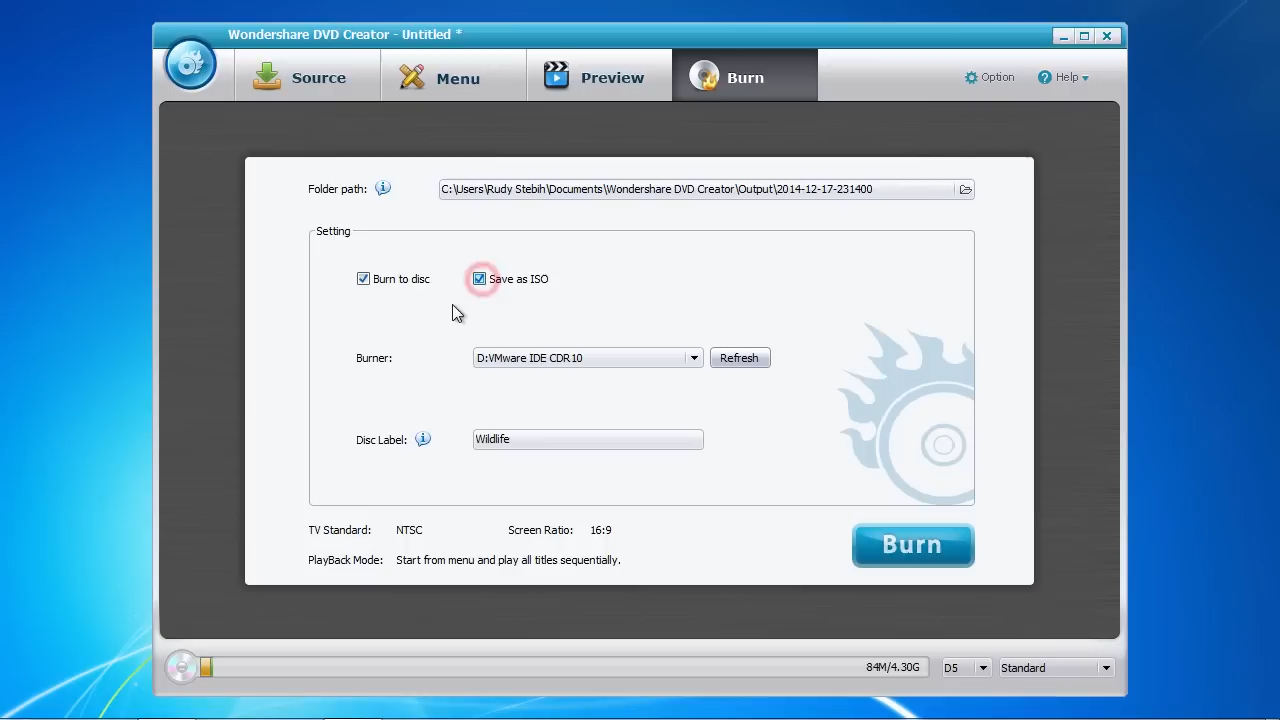 Wondershare DVD Creator - Untitled *
Source
Menu
Preview
Burn
Option
Help
Folder path:
C:\Users\Rudy Stebih\Documents\Wondershare DVD Creator\Output\2014-12-17-231400
Setting
Burn to disc
Save as ISO
Burner:
D:VMware IDE CDR10
Refresh
Disc Label:
Wildlife
TV Standard: NTSC Screen Ratio: 16:9
Burn
PlayBack Mode: Start from menu and play all titles sequentially.
84M/4.30G
D5
Standard